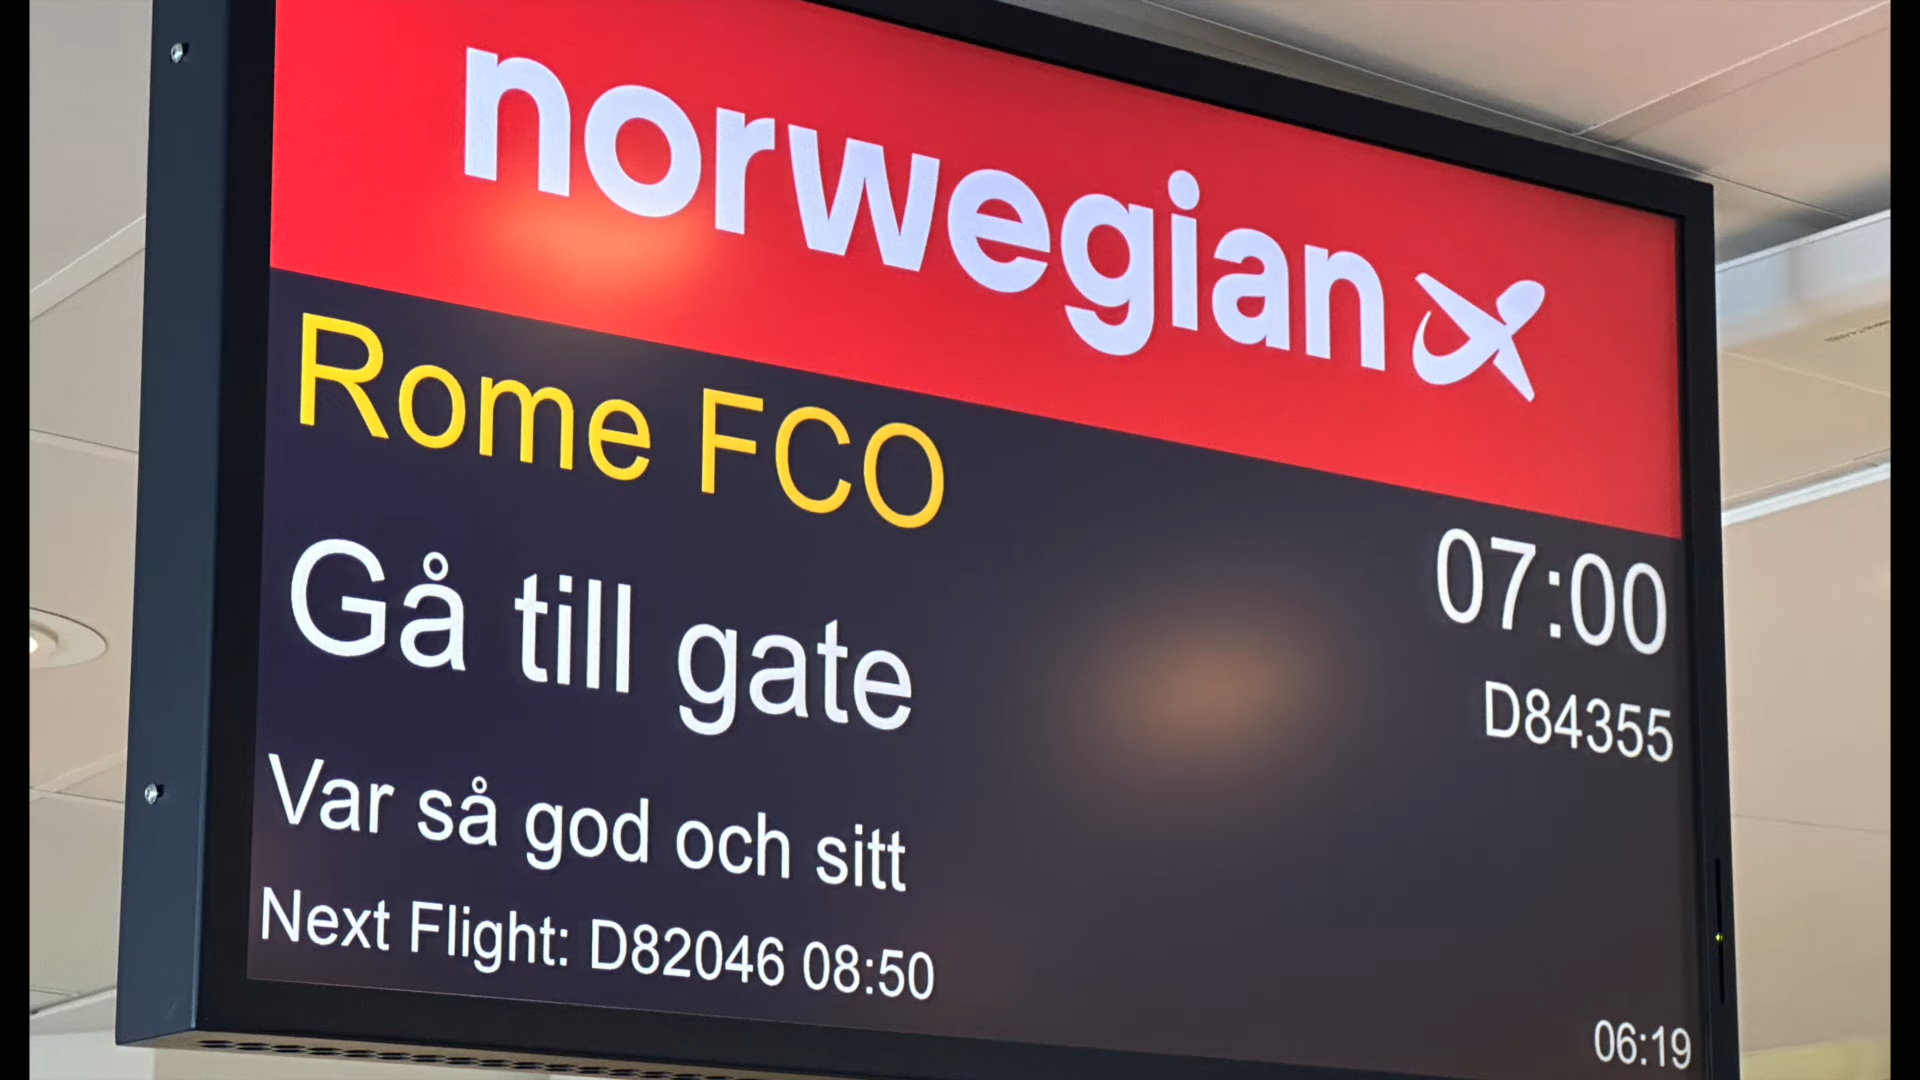 norwegian
Rome FCO
07:00
Gå till gate
D84355
Var så god och sitt
Next Flight: D82046 08:50
06:19